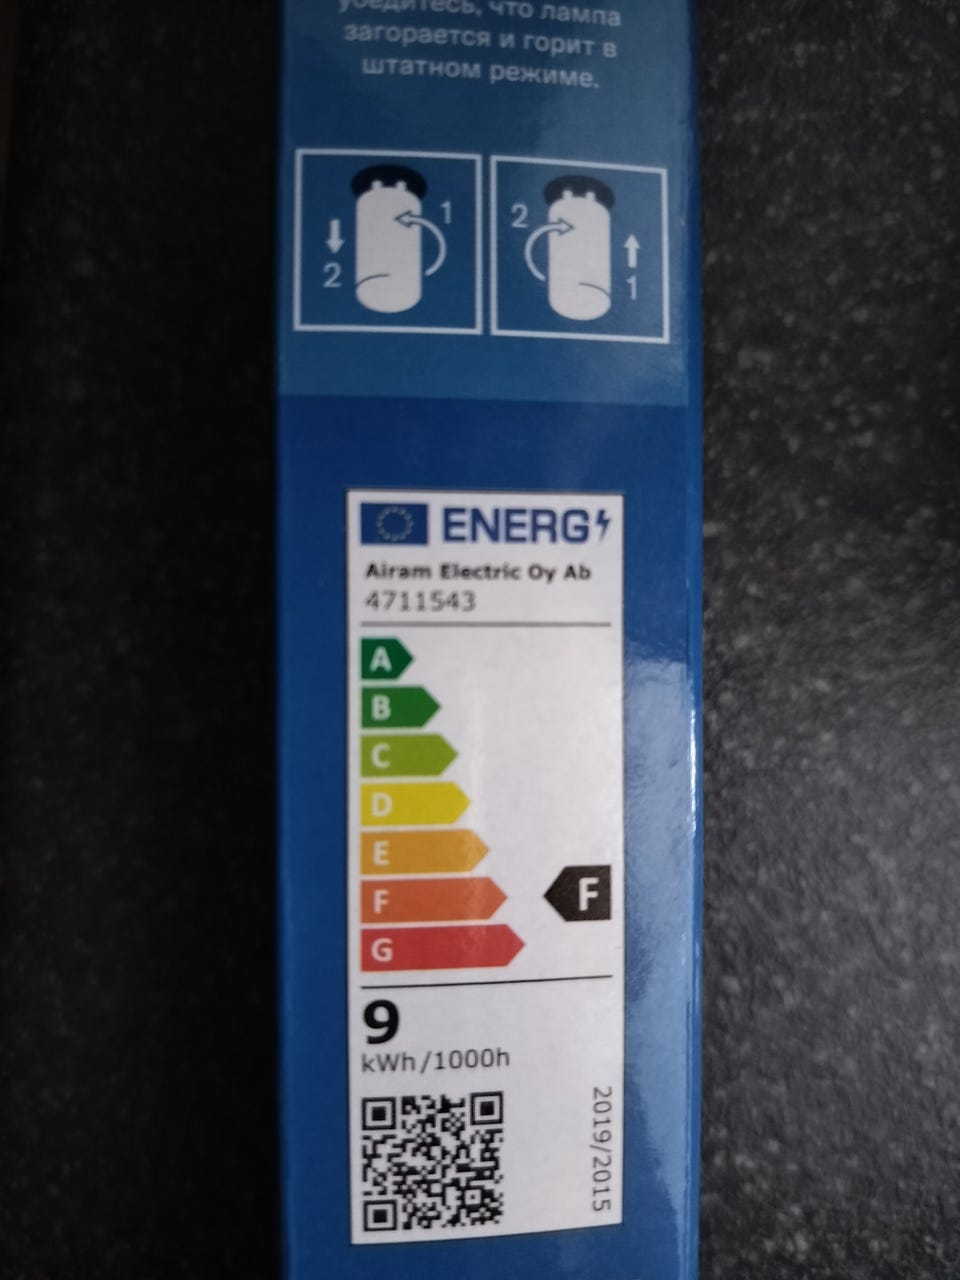 убедитесь, что лампа
загорается и горит в
штатном режиме.
1
2
2
1
ENERG
Airam Electric Oy Ab
4711543
A
B
C
D
E
F
F
G
9
kWh/1000h
2019/2015